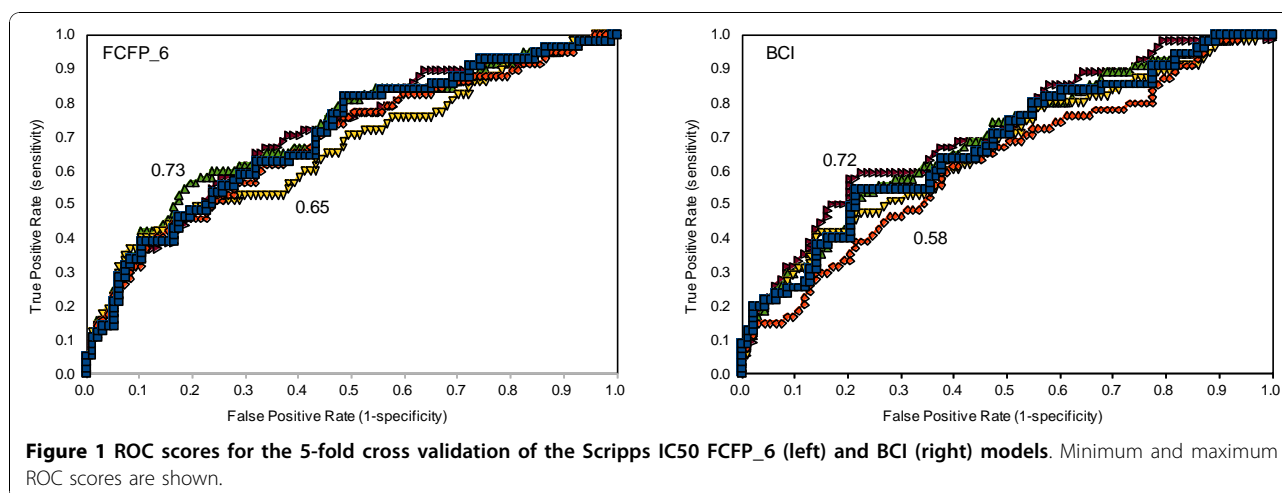 FCFP_6
1.0
0.9
0.8
0.7
0.6
0.5
0.4
0.3
0.2
0.1
0.0
True Positive Rate (sensitivity)
0.73
0.65
0.0 0.1 0.2 0.3 0.4 0.5 0.6 0.7 0.8 0.9 1.0
False Positive Rate (1-specificity)
BCI
1.0
0.9
0.8
0.7
0.6
0.5
0.4
0.3
0.2
0.1
0.0
True Positive Rate (sensitivity)
0.72
0.58
0.0 0.1 0.2 0.3 0.4 0.5 0.6 0.7 0.8 0.9 1.0
False Positive Rate (1-specificity)
Figure 1 ROC scores for the 5-fold cross validation of the Scripps IC50 FCFP_6 (left) and BCI (right) models. Minimum and maximum
ROC scores are shown.